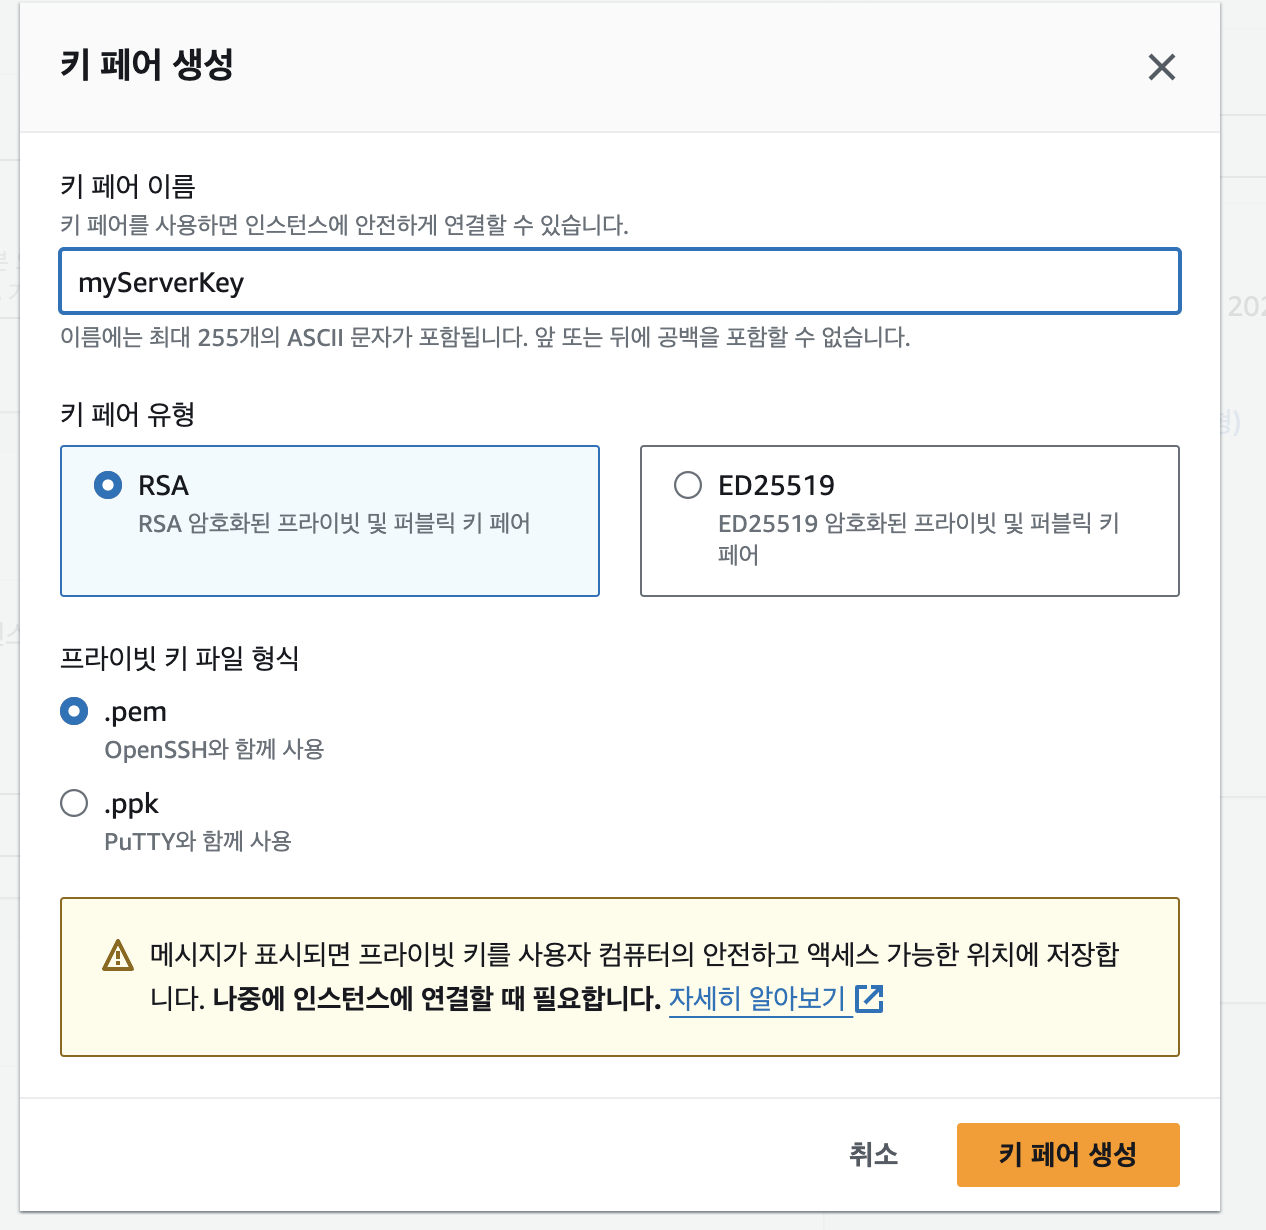 키 페어 생성
키 페어 이름
키 페어를 사용하면 인스턴스에 안전하게 연결할 수 있습니다.
myServerKey
이름에는 최대 255개의 ASCII 문자가 포함됩니다. 앞 또는 뒤에 공백을 포함할 수 없습니다.
키 페어 유형
RSA
RSA 암호화된 프라이빗 및 퍼블릭 키 페어
ED25519
ED25519 암호화된 프라이빗 및 퍼블릭 키
페어
프라이빗 키 파일 형식
.pem
OpenSSH와 함께 사용
.ppk
PuTTY와 함께 사용
메시지가 표시되면 프라이빗 키를 사용자 컴퓨터의 안전하고 액세스 가능한 위치에 저장합
니다. 나중에 인스턴스에 연결할 때 필요합니다. 자세히 알아보기
취소
키 페어 생성